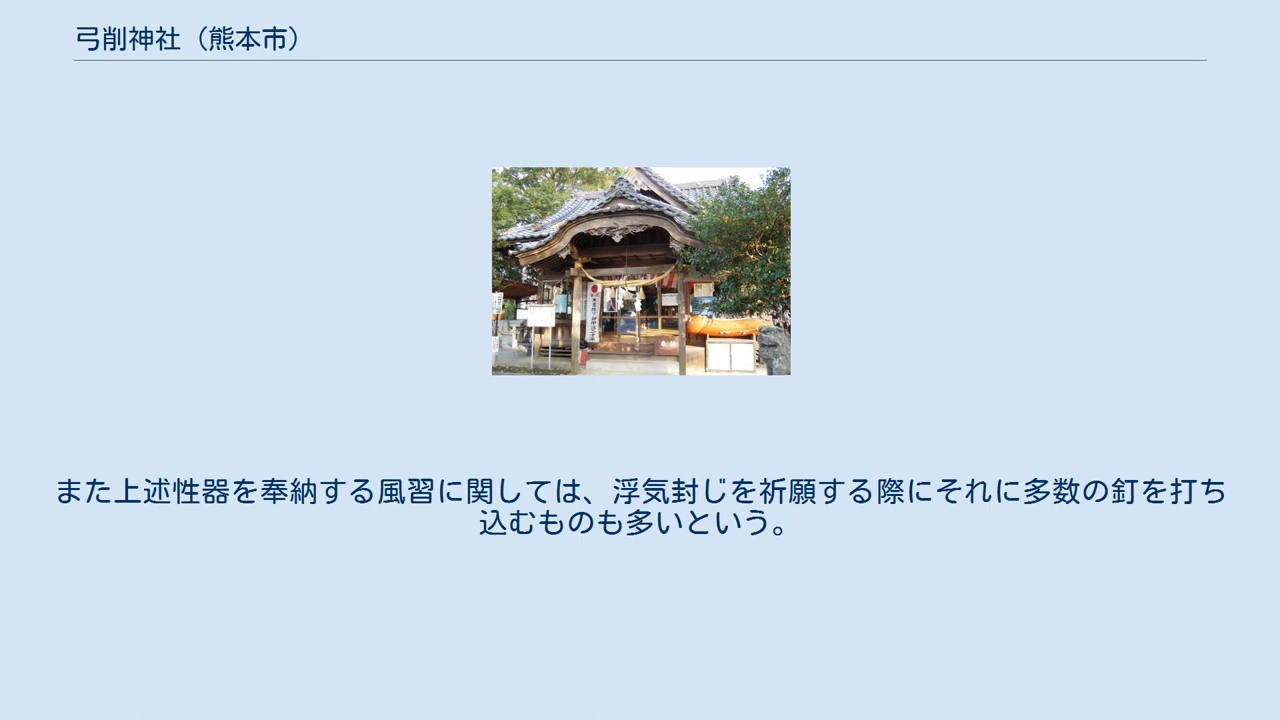 弓削神社（熊本市）
また上述性器を奉納する風習に関しては、浮気封じを祈願する際にそれに多数の釘を打ち
込むものも多いという。